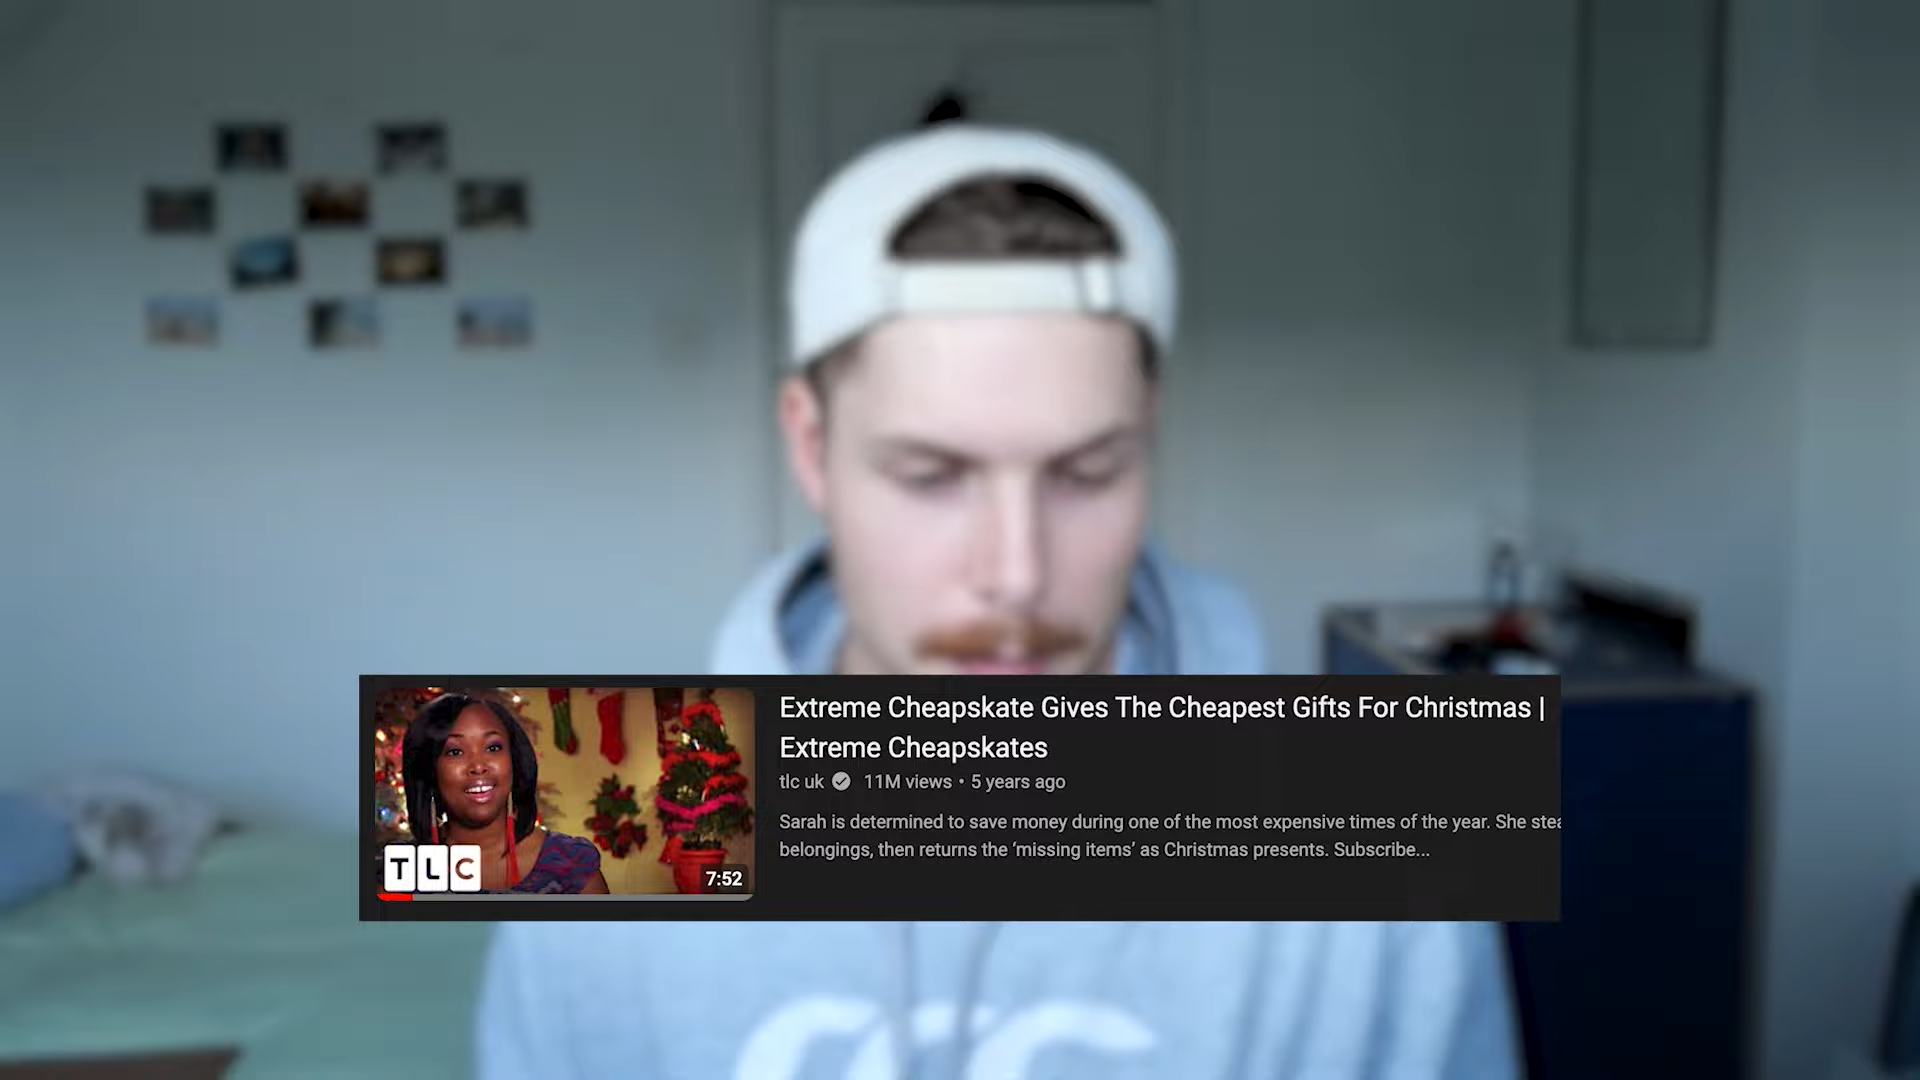 Extreme Cheapskate Gives The Cheapest Gifts For Christmas |
Extreme Cheapskates
tlc uk 11M views • 5 years ago
Sarah is determined to save money during one of the most expensive times of the year. She
belongings, then returns the ‘missing items’ as Christmas presents. Subscribe...
TLC
7:52